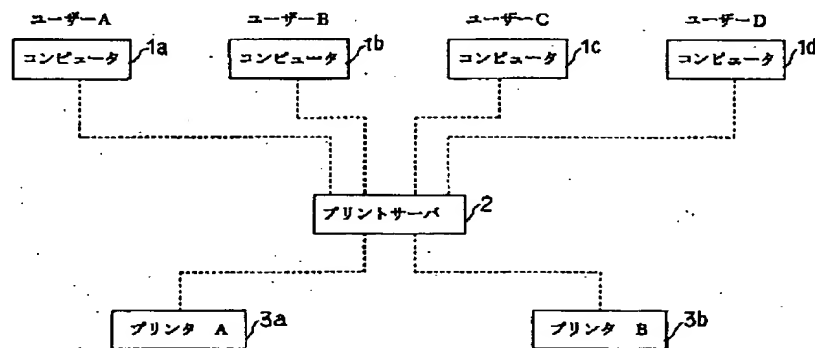 ユーザーA ユーザーB ユーザーC ユーザーD
コンピュータ 1a コンピュータ 1b コンピュータ 1c コンピュータ 1d
プリントサーバ 2
プリンタ A 3a プリンタ B 3b